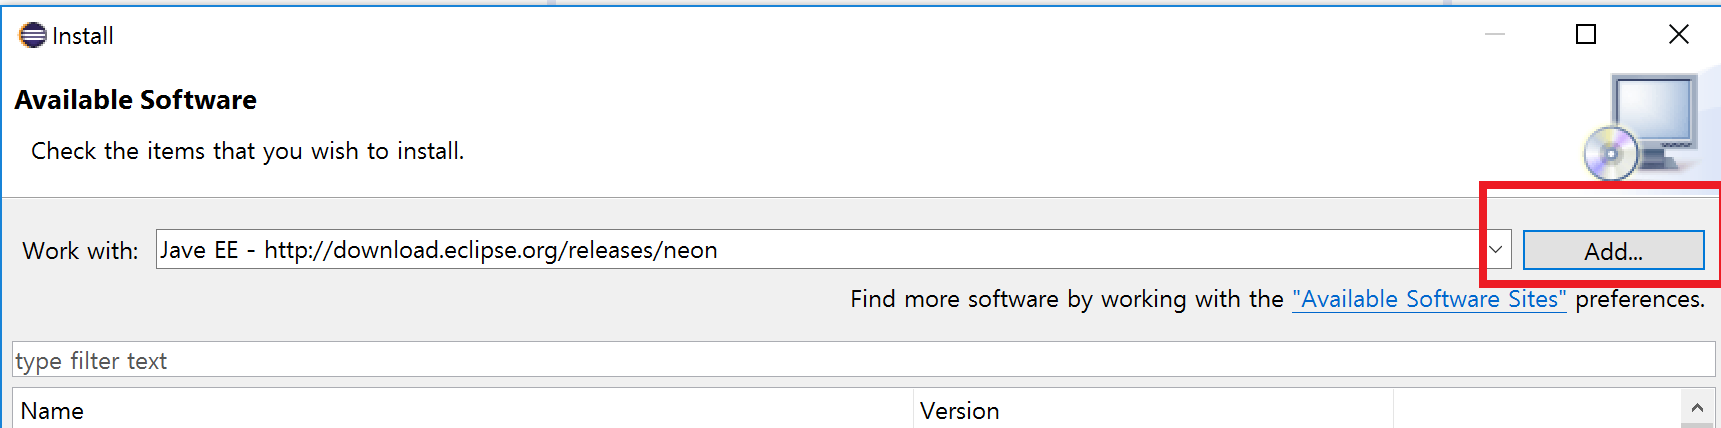 Install
Available Software
Check the items that you wish to install.
Work with: Jave EE - http://download.eclipse.org/releases/neon Add...
Find more software by working with the "Available Software Sites" preferences.
type filter text
Name Version